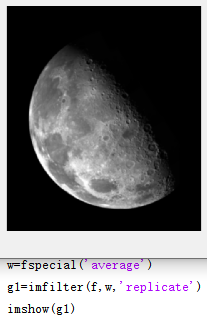 w=fspecial('average')
g1=imfilter(f,w,'replicate')
imshow(g1)